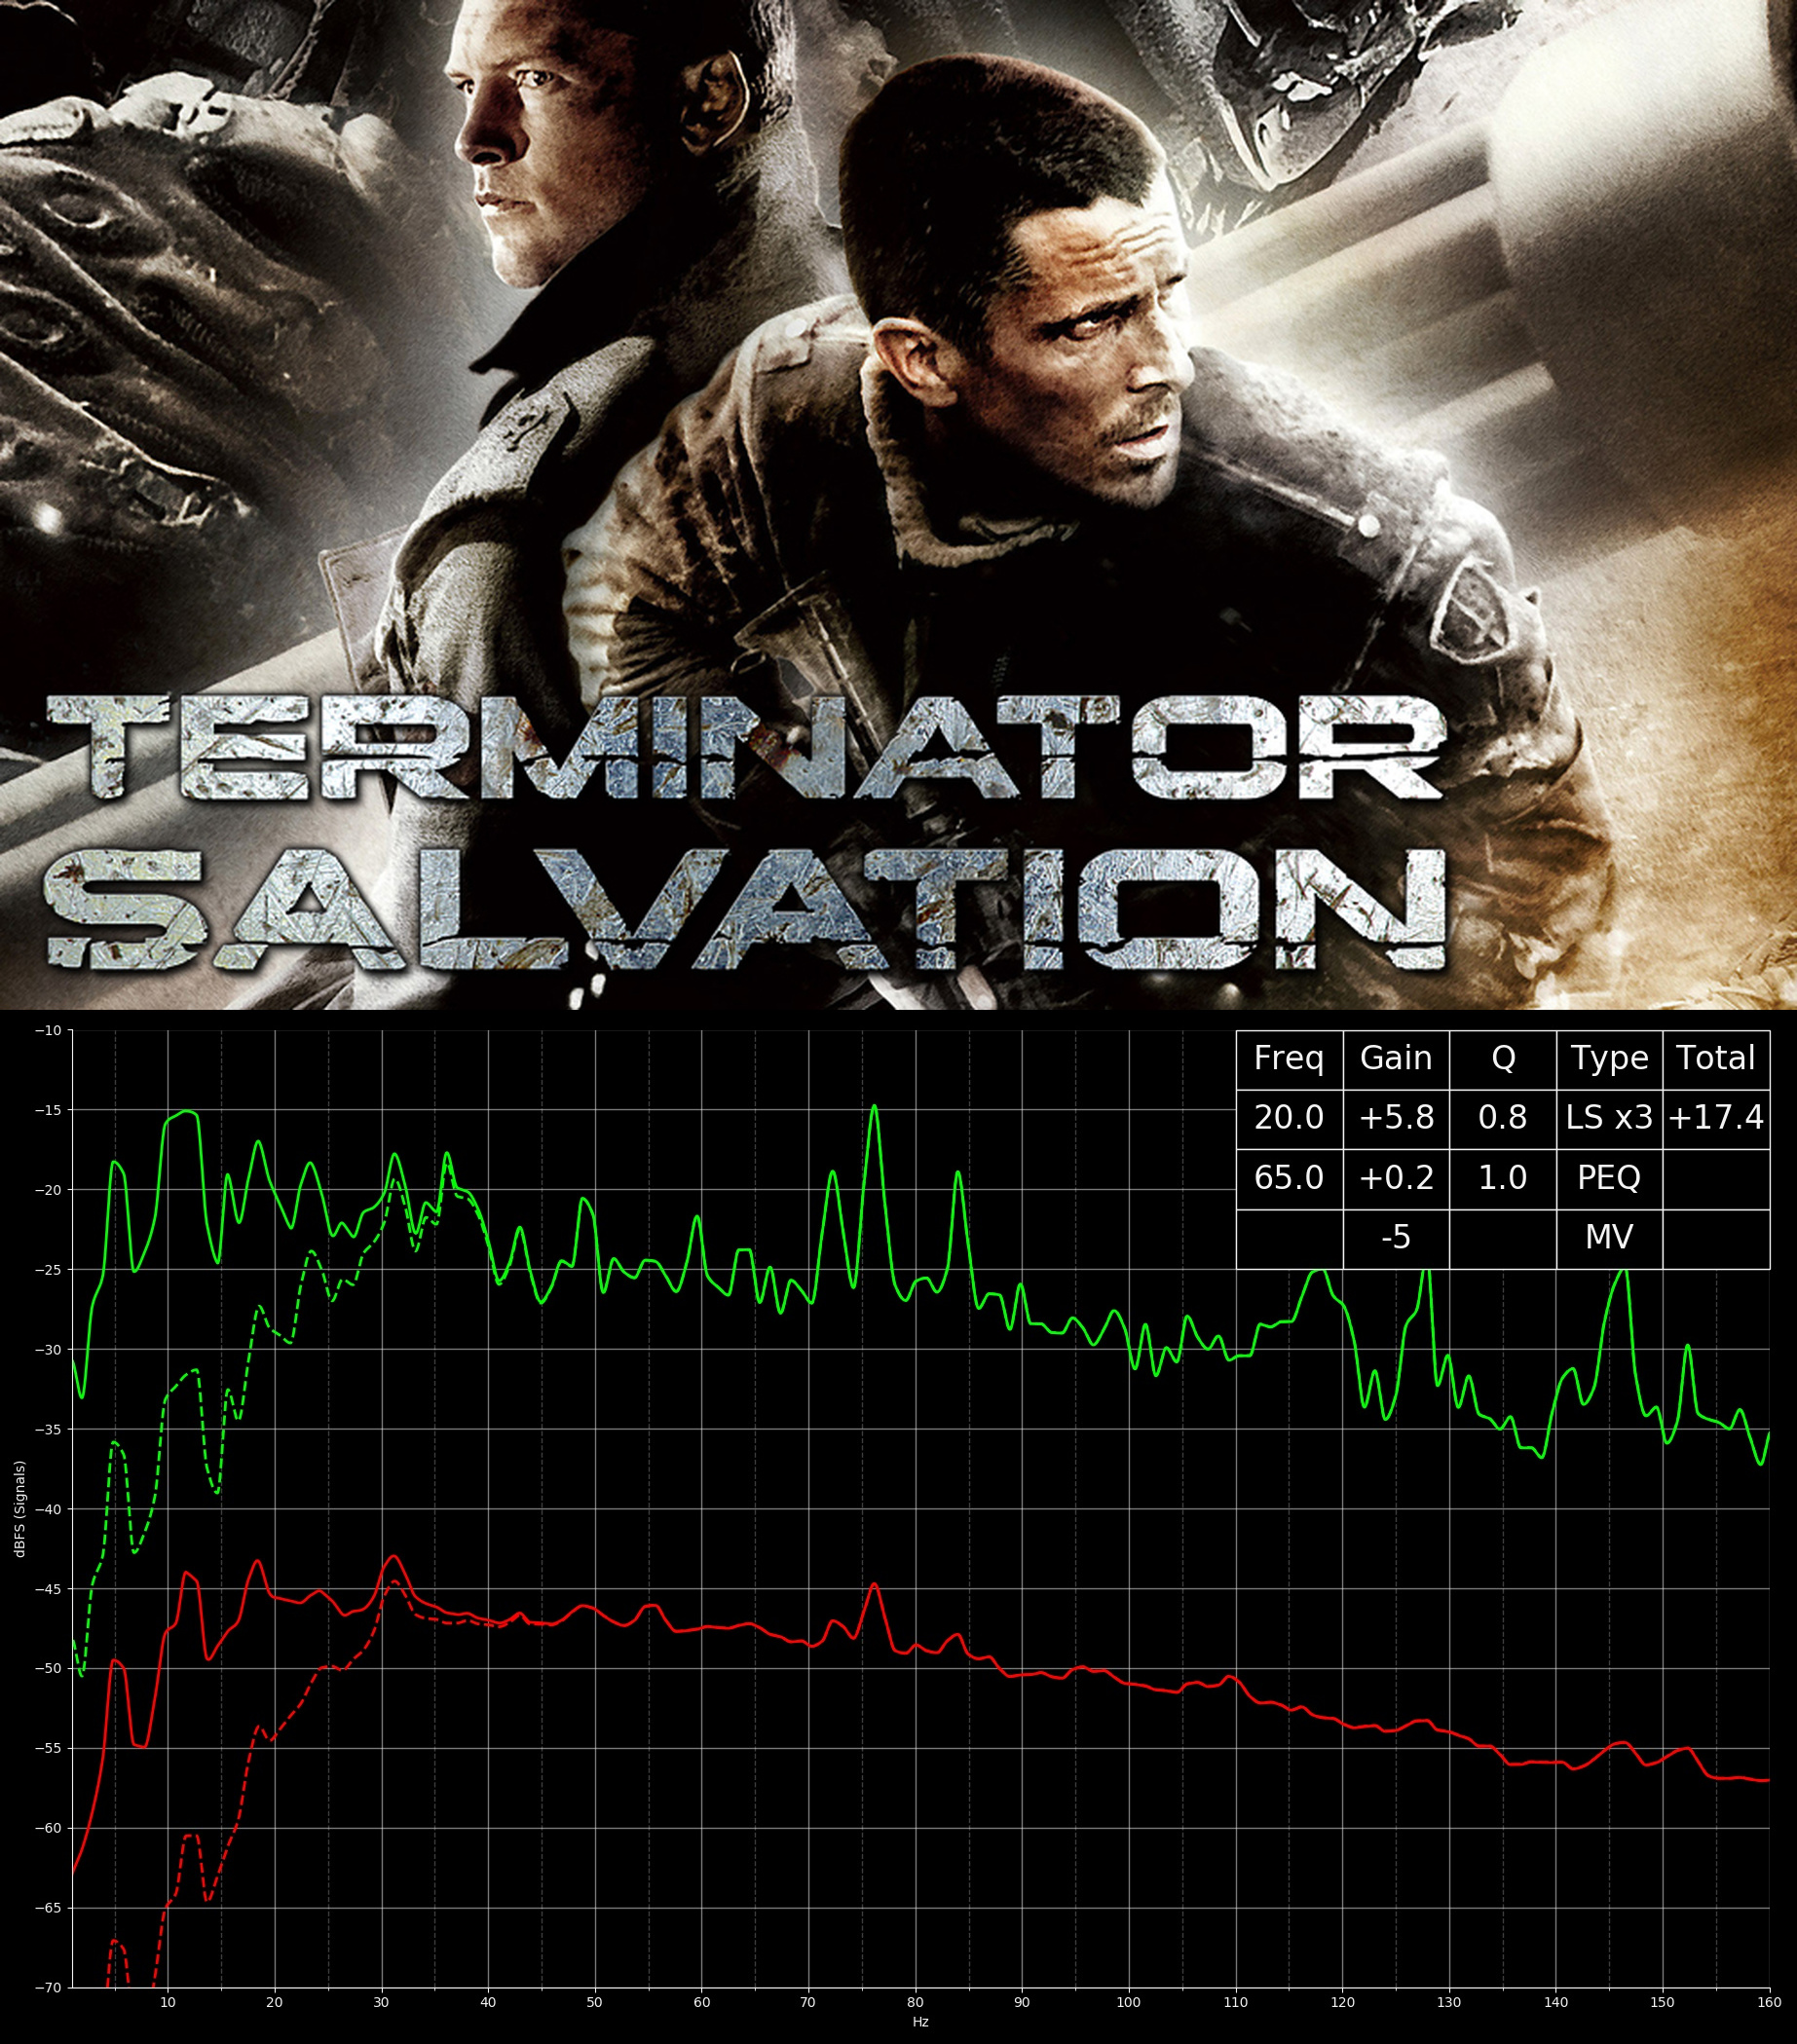 TERMINATOR
SALVATION
Freq Gain Q Type Total
20.0 +5.8 0.8 LS x3 +17.4
65.0 +0.2 1.0 PEQ
-5 MV
−10
−15
−20
−25
−30
−35
−40
−45
−50
−55
−60
−65
−70
dBFS (Signals)
10 20 30 40 50 60 70 80 90 100 110 120 130 140 150 160
Hz